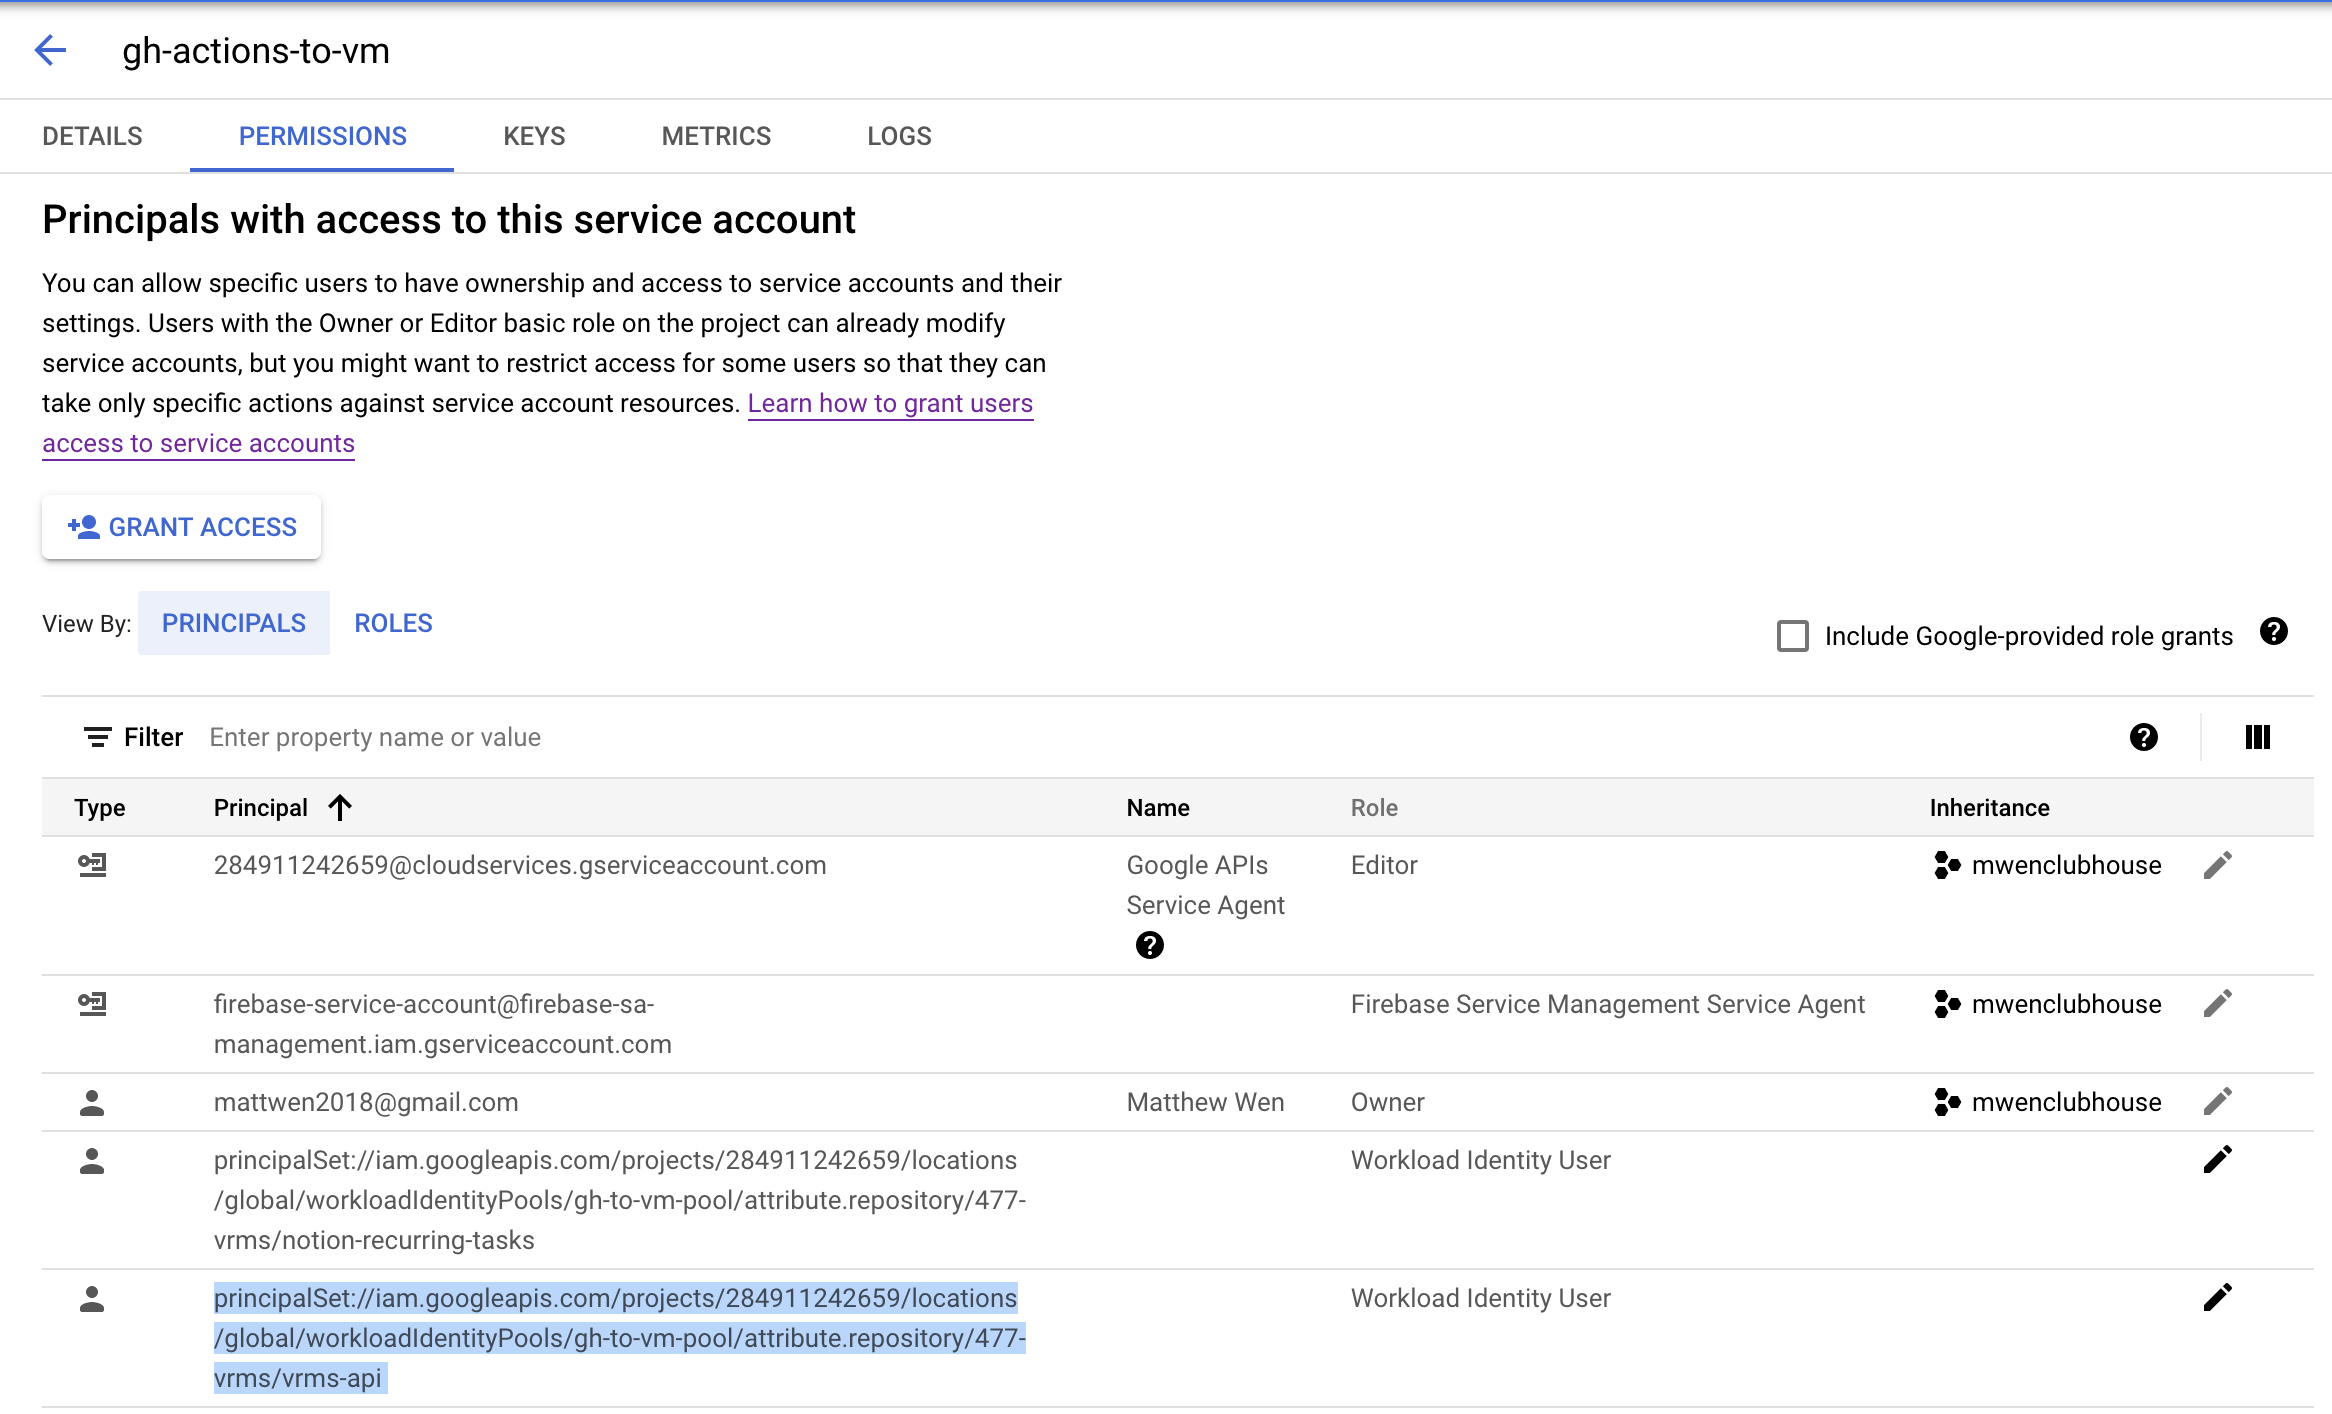 gh-actions-to-vm
DETAILS PERMISSIONS KEYS METRICS LOGS
Principals with access to this service account
You can allow specific users to have ownership and access to service accounts and their
settings. Users with the Owner or Editor basic role on the project can already modify
service accounts, but you might want to restrict access for some users so that they can
take only specific actions against service account resources. Learn how to grant users
access to service accounts
GRANT ACCESS
View By: PRINCIPALS ROLES
Include Google-provided role grants
Filter Enter property name or value
Type Principal Name Role Inheritance
284911242659@cloudservices.gserviceaccount.com Google APIs Editor mwenclubhouse
Service Agent
firebase-service-account@firebase-sa- Firebase Service Management Service Agent mwenclubhouse
management.iam.gserviceaccount.com
mattwen2018@gmail.com Matthew Wen Owner mwenclubhouse
principalSet://iam.googleapis.com/projects/284911242659/locations Workload Identity User
/global/workloadIdentityPools/gh-to-vm-pool/attribute.repository/477-
vrms/notion-recurring-tasks
principalSet://iam.googleapis.com/projects/284911242659/locations Workload Identity User
/global/workloadIdentityPools/gh-to-vm-pool/attribute.repository/477-
vrms/vrms-api